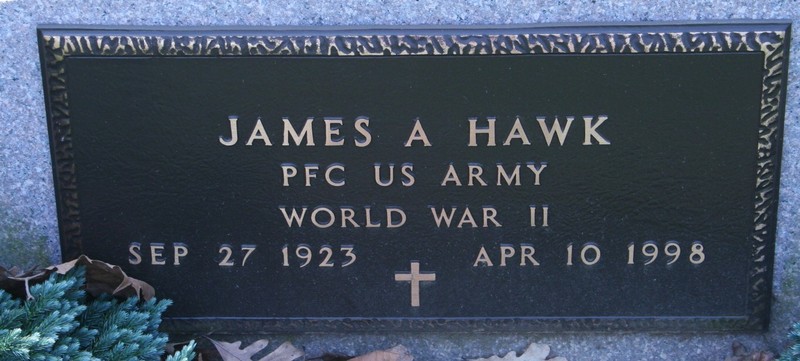 JAMES A HAWK
PFC US ARMY
WORLD WAR II
SEP 27 1923 APR 10 1998